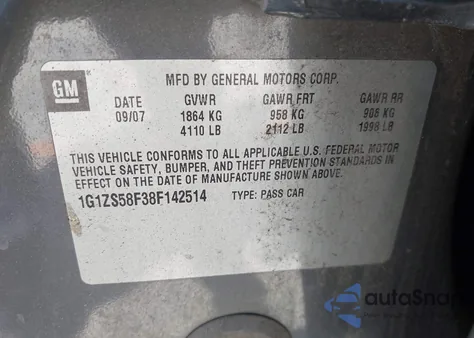 GM
MFD BY GENERAL MOTORS CORP.
DATE GVWR GAWR FRT GAWR RR
09/07 1864 KG 958 KG 906 KG
4110 LB 2112 LB 1998 LB
THIS VEHICLE CONFORMS TO ALL APPLICABLE U.S. FEDERAL MOTOR
VEHICLE SAFETY, BUMPER, AND THEFT PREVENTION STANDARDS IN
EFFECT ON THE DATE OF MANUFACTURE SHOWN ABOVE.
1G1ZS58F38F142514 TYPE: PASS CAR